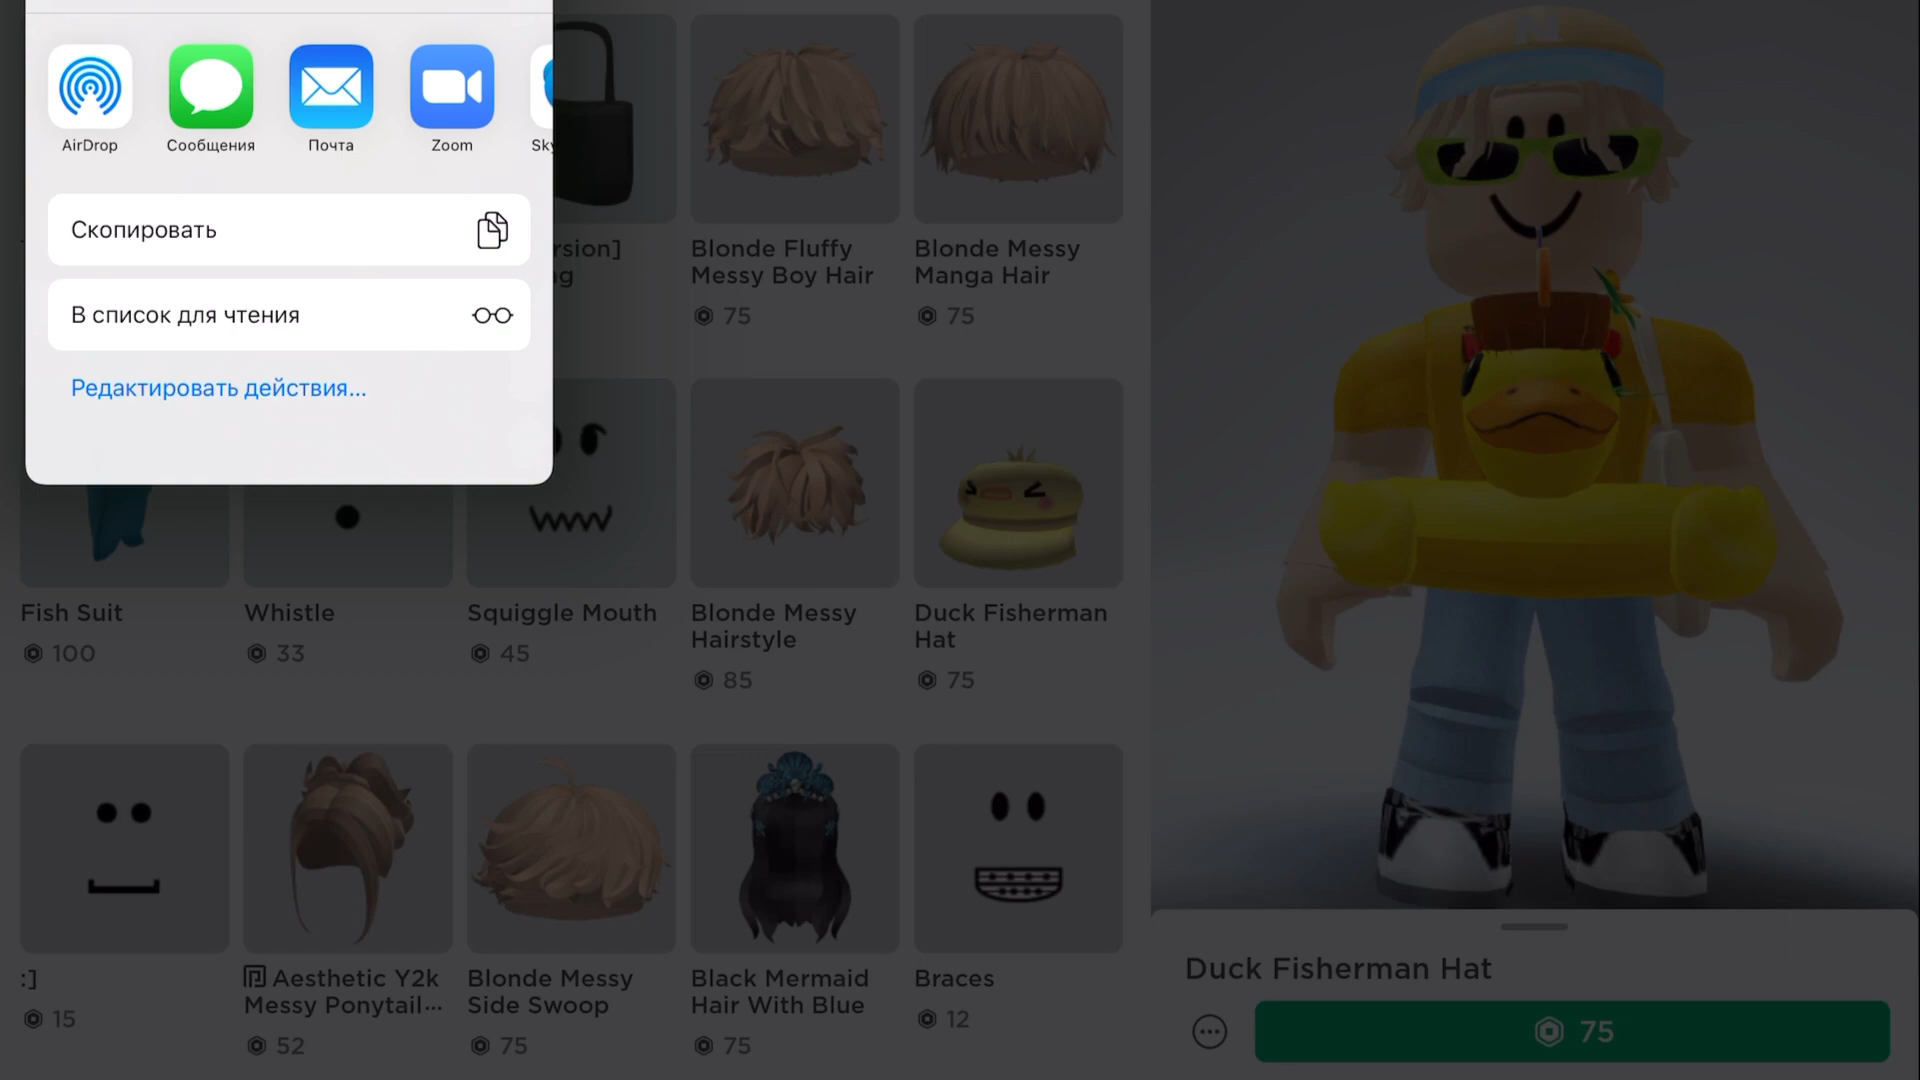 AirDrop
Сообщения
Почта
Zoom
Sky
Скопировать
В список для чтения
Редактировать действия...
rsion]
ng
Blonde Fluffy
Messy Boy Hair
75
Blonde Messy
Manga Hair
75
Fish Suit
100
Whistle
33
Squiggle Mouth
45
Blonde Messy
Hairstyle
85
Duck Fisherman
Hat
75
:]
15
Aesthetic Y2k
Messy Ponytail...
52
Blonde Messy
Side Swoop
75
Black Mermaid
Hair With Blue
75
Braces
12
N
Duck Fisherman Hat
75